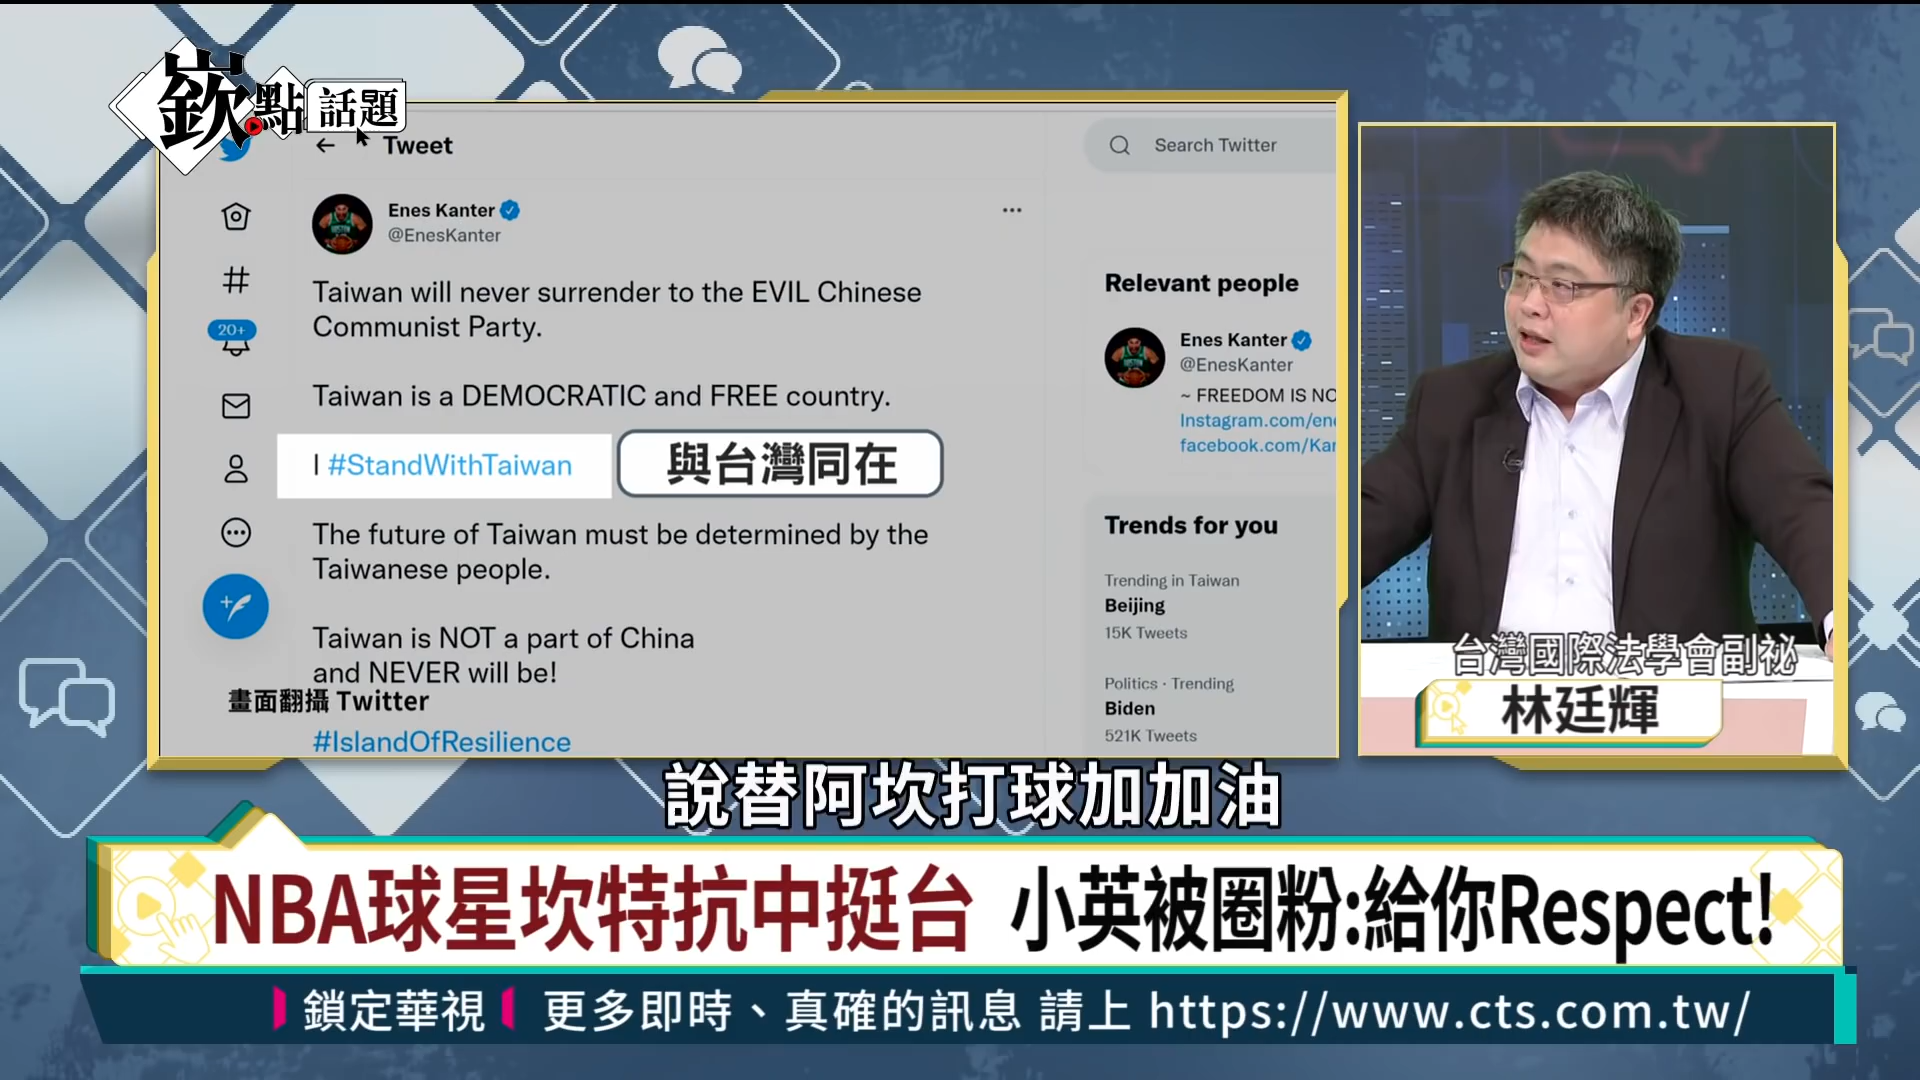 欽點話題
Tweet
Search Twitter
Enes Kanter
@EnesKanter
Taiwan will never surrender to the EVIL Chinese
Communist Party.
Taiwan is a DEMOCRATIC and FREE country.
I #StandWithTaiwan
與台灣同在
The future of Taiwan must be determined by the
Taiwanese people.
Taiwan is NOT a part of China
and NEVER will be!
畫面翻攝 Twitter
#IslandOfResilience
20+
Relevant people
Enes Kanter
@EnesKanter
~ FREEDOM IS NO
Instagram.com/en
facebook.com/Kar
Trends for you
Trending in Taiwan
Beijing
15K Tweets
Politics · Trending
Biden
521K Tweets
台灣國際法學會副祕
林廷輝
說替阿坎打球加加油
NBA球星坎特抗中挺台 小英被圈粉:給你Respect!
鎖定華視 更多即時、真確的訊息 請上 https://www.cts.com.tw/